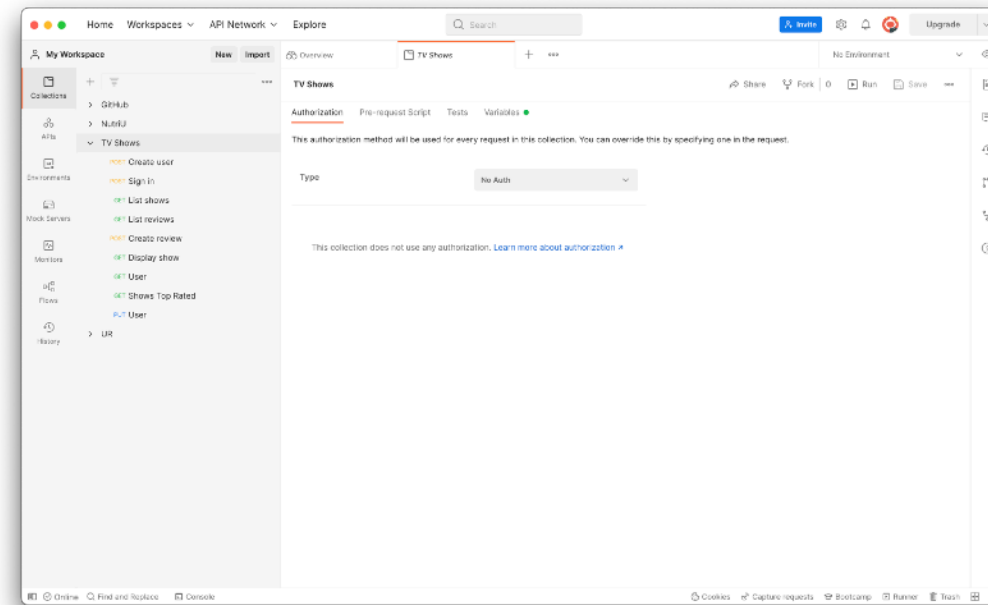 Home Workspaces API Network Explore Search Invite Upgrade
My Workspace New Import Overview TV Shows No Environment
Collections
APIs
Environments
Mock Servers
Monitors
Flows
History
GitHub
NutriU
TV Shows
POST Create user
POST Sign in
GET List shows
GET List reviews
POST Create review
GET Display show
GET User
GET Shows Top Rated
PUT User
UR
TV Shows Share Fork 0 Run Save
Authorization Pre-request Script Tests Variables
This authorization method will be used for every request in this collection. You can override this by specifying one in the request.
Type No Auth
This collection does not use any authorization. Learn more about authorization ↗
Online Find and Replace Console Cookies Capture requests Bootcamp Runner Trash